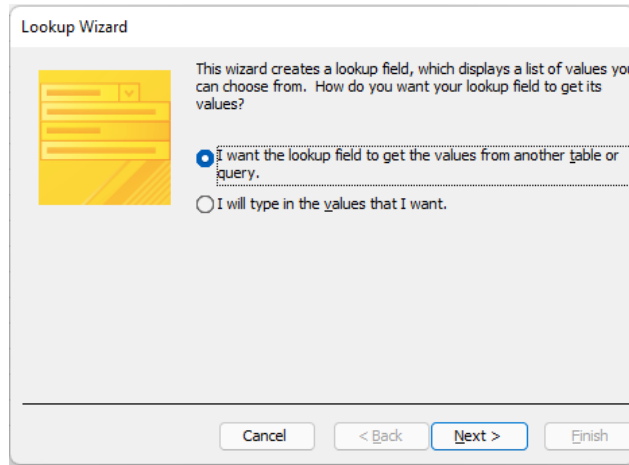 Lookup Wizard
This wizard creates a lookup field, which displays a list of values you
can choose from. How do you want your lookup field to get its
values?
I want the lookup field to get the values from another table or
query.
I will type in the values that I want.
Cancel
< Back
Next >
Finish